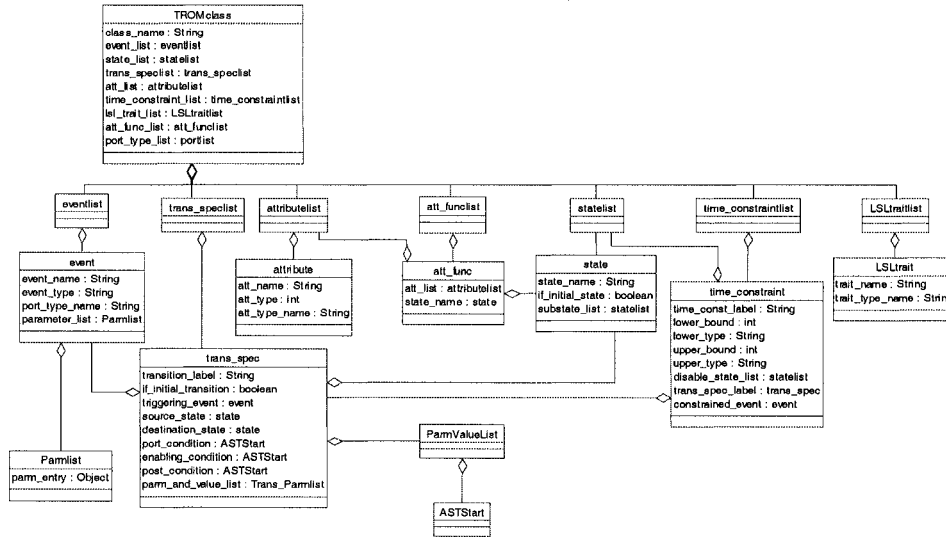 TROMclass
class_name : String
event_list : eventlist
state_list : statelist
trans_speclist : trans_speclist
att_list : attributelist
time_constraint_list : time_constraintlist
lsl_trait_list : LSLtraitlist
att_func_list : att_funclist
port_type_list : portlist
eventlist
trans_speclist
attributelist
att_funclist
statelist
time_constraintlist
LSLtraitlist
event
event_name : String
event_type : String
port_type_name : String
parameter_list : Parmlist
attribute
att_name : String
att_type : int
att_type_name : String
att_func
att_list : attributelist
state_name : state
state
state_name : String
if_initial_state : boolean
substate_list : statelist
time_constraint
time_const_label : String
lower_bound : int
lower_type : String
upper_bound : int
upper_type : String
disable_state_list : statelist
trans_spec_label : trans_spec
constrained_event : event
LSLtrait
trait_name : String
trait_type_name : Strin
trans_spec
transition_label : String
if_initial_transition : boolean
triggering_event : event
source_state : state
destination_state : state
port_condition : ASTStart
enabling_condition : ASTStart
post_condition : ASTStart
parm_and_value_list : Trans_Parmlist
Parmlist
parm_entry : Object
ParmValueList
ASTStart